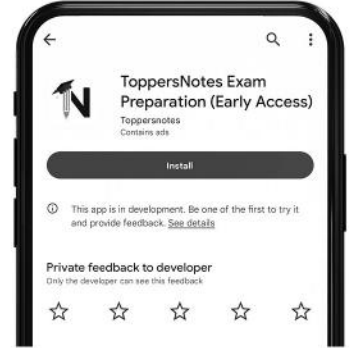 ToppersNotes Exam
Preparation (Early Access)
Toppersnotes
Contains ads
Install
This app is in development. Be one of the first to try it
and provide feedback. See details
Private feedback to developer
Only the developer can see this feedback